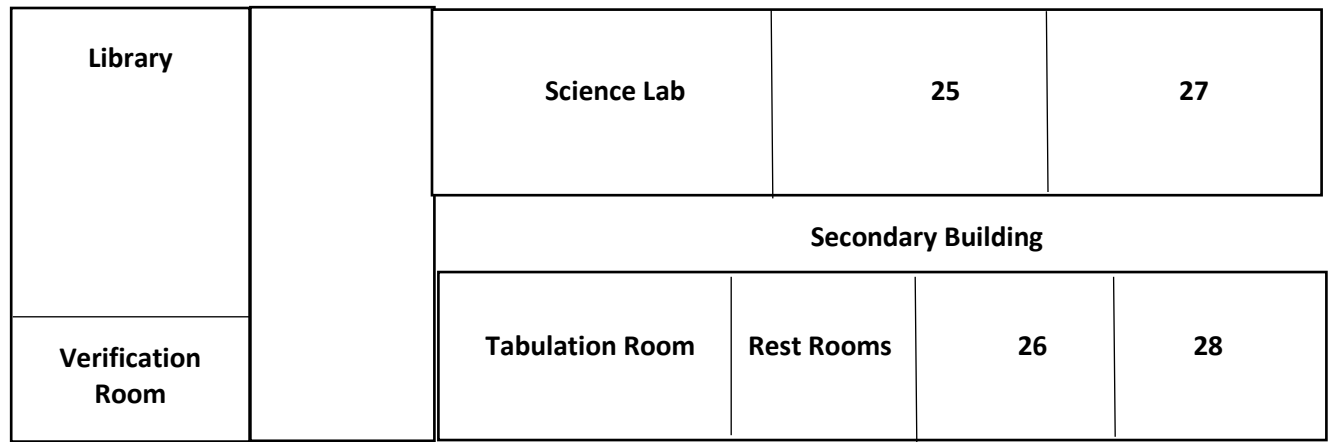 Library
Science Lab
25
27
Secondary Building
Verification
Room
Tabulation Room
Rest Rooms
26
28